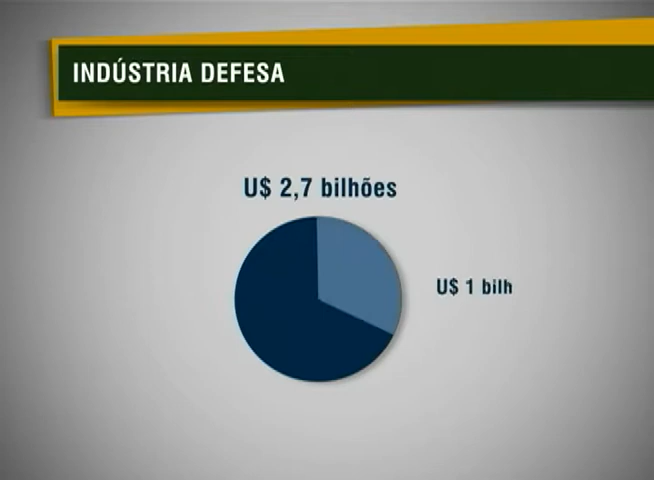 INDÚSTRIA DEFESA
U$ 2,7 bilhões
U$ 1 bilh